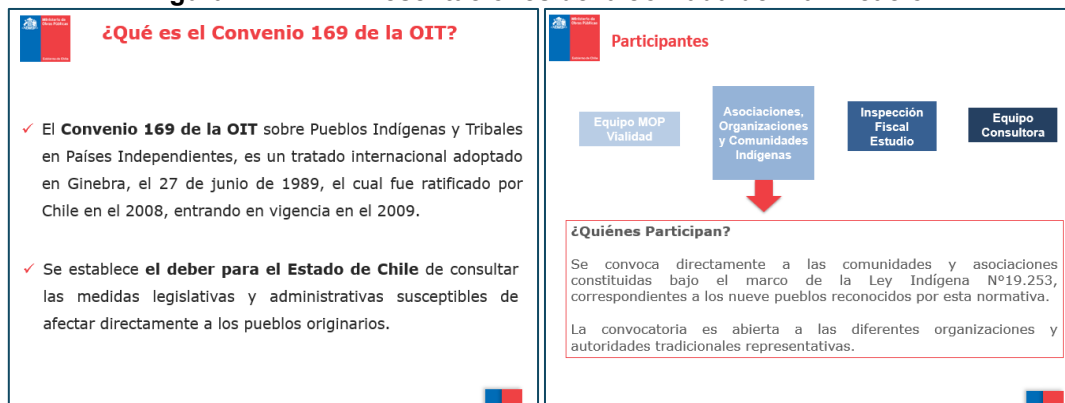 ¿Qué es el Convenio 169 de la OIT?
✓ El Convenio 169 de la OIT sobre Pueblos Indígenas y Tribales
en Países Independientes, es un tratado internacional adoptado
en Ginebra, el 27 de junio de 1989, el cual fue ratificado por
Chile en el 2008, entrando en vigencia en el 2009.
✓ Se establece el deber para el Estado de Chile de consultar
las medidas legislativas y administrativas susceptibles de
afectar directamente a los pueblos originarios.
Participantes
Equipo MOP
Vialidad
Asociaciones,
Organizaciones
y Comunidades
Indígenas
Inspección
Fiscal
Estudio
Equipo
Consultora
¿Quiénes Participan?
Se convoca directamente a las comunidades y asociaciones
constituidas bajo el marco de la Ley Indígena Nº19.253,
correspondientes a los nueve pueblos reconocidos por esta normativa.
La convocatoria es abierta a las diferentes organizaciones y
autoridades tradicionales representativas.